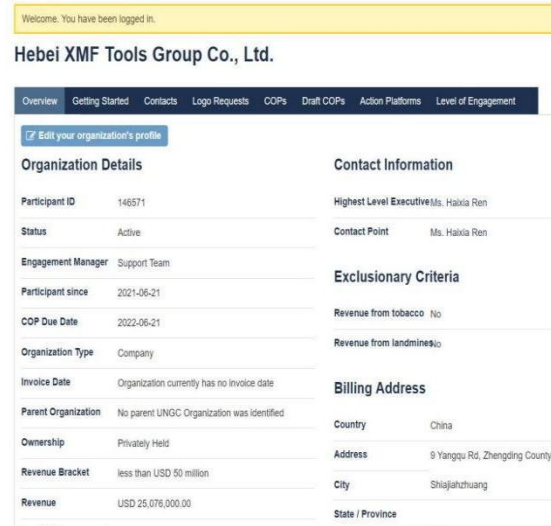 Welcome. You have been logged in.
Hebei XMF Tools Group Co., Ltd.
Overview Getting Started Contacts Logo Requests COPs Draft COPs Action Platforms Level of Engagement
Edit your organization's profile
Organization Details
Participant ID 146571
Status Active
Engagement Manager Support Team
Participant since 2021-06-21
COP Due Date 2022-06-21
Organization Type Company
Invoice Date Organization currently has no invoice date
Parent Organization No parent UNGC Organization was identified
Ownership Privately Held
Revenue Bracket less than USD 50 million
Revenue USD 25,076,000.00
Contact Information
Highest Level Executive Ms. Haixia Ren
Contact Point Ms. Haixia Ren
Exclusionary Criteria
Revenue from tobacco No
Revenue from landmines No
Billing Address
Country China
Address 9 Yangqu Rd, Zhengding County
City Shiajiahzhuang
State / Province